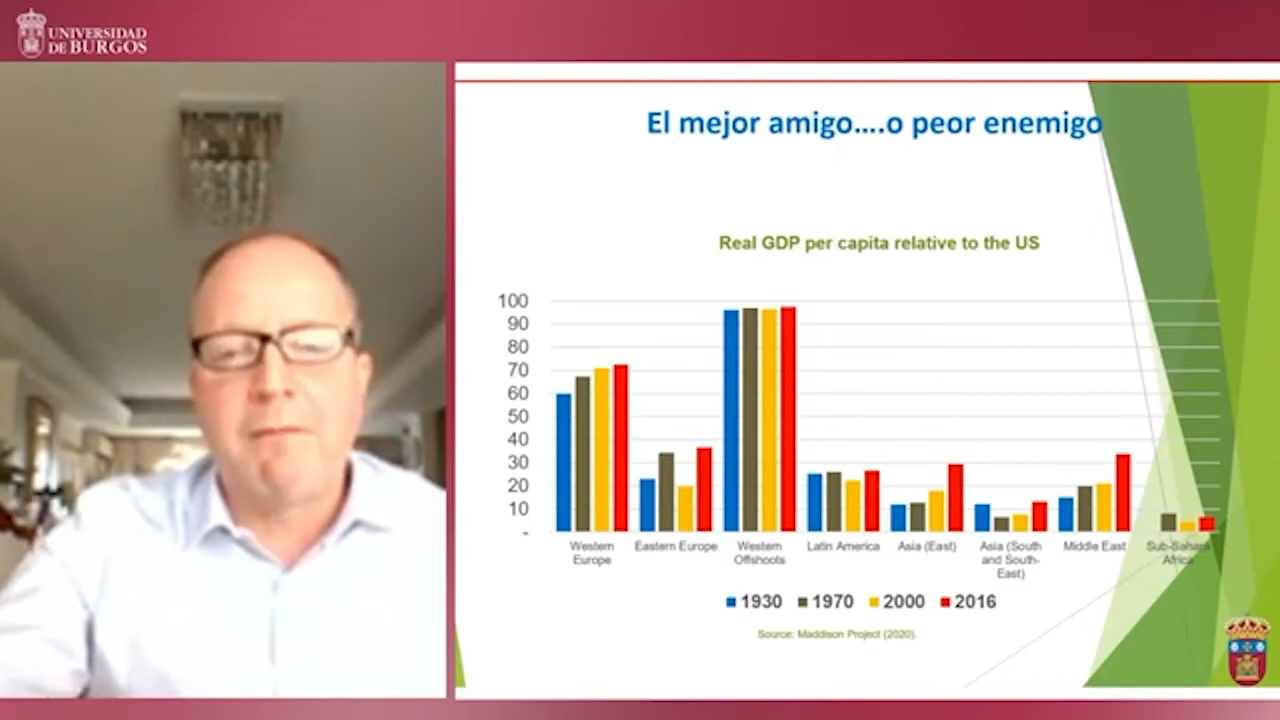 UNIVERSIDAD
DE BURGOS
El mejor amigo....o peor enemigo
Real GDP per capita relative to the US
100
90
80
70
60
50
40
30
20
10
-
Western Europe
Eastern Europe
Western Offshoots
Latin America
Asia (East)
Asia (South and South-East)
Middle East
Sub-Sahara Africa
1930 1970 2000 2016
Source: Maddison Project (2020).